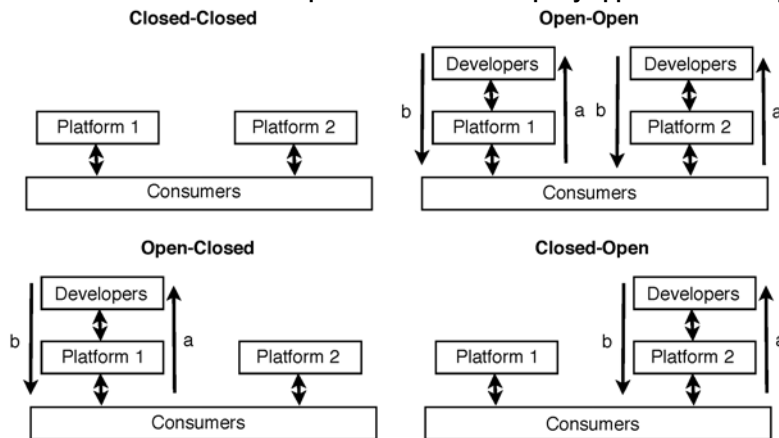 Closed-Closed
Open-Open
Platform 1
Platform 2
Consumers
Developers
Developers
b
Platform 1
a
b
Platform 2
a
Consumers
Open-Closed
Closed-Open
Developers
b
Platform 1
a
Platform 2
Consumers
Developers
Platform 1
b
Platform 2
a
Consumers